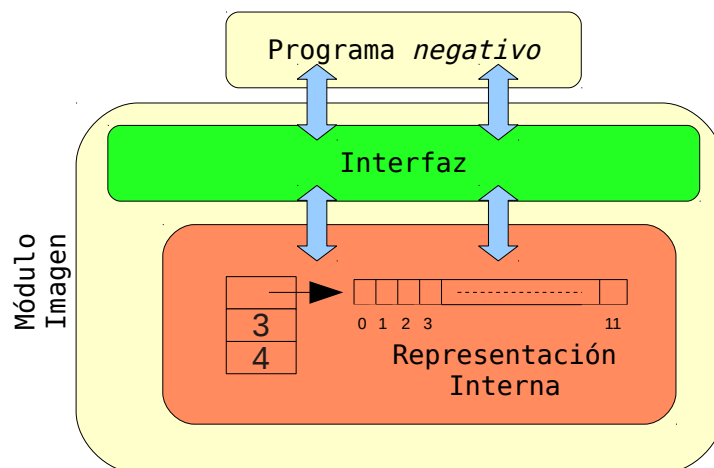 Programa negativo
Interfaz
Módulo
Imagen
3
4
0 1 2 3 11
Representación
Interna